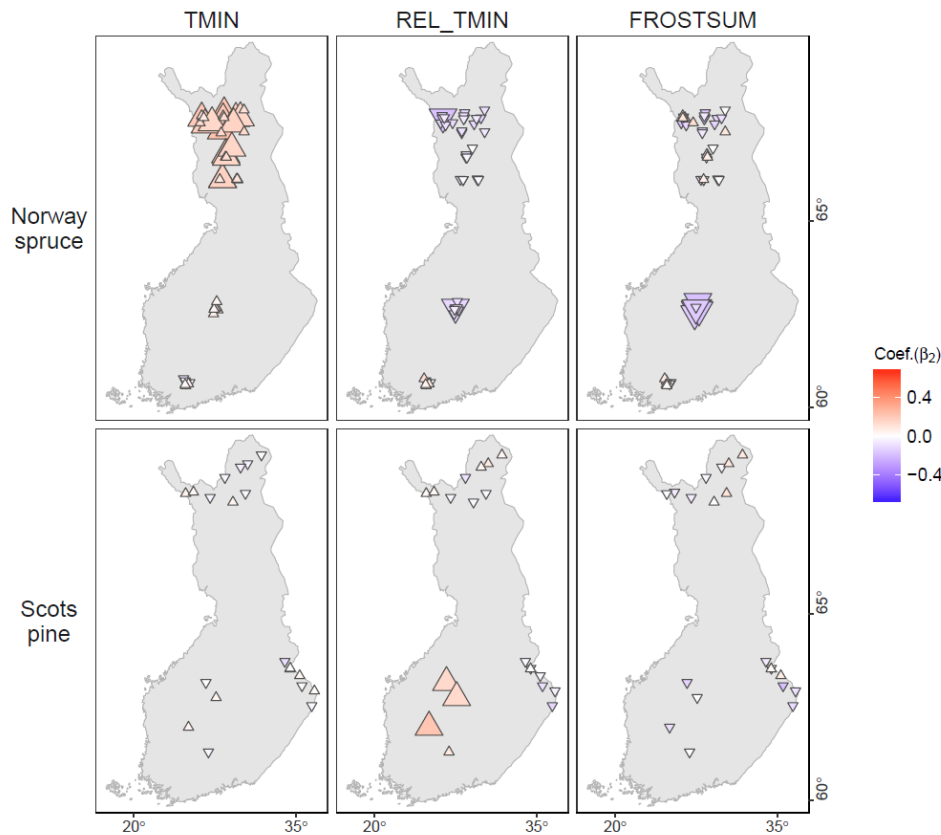 TMIN
REL_TMIN
FROSTSUM
Norway
spruce
65°
60°
Coef.(β2)
0.4
0.0
−0.4
Scots
pine
65°
60°
20°
35°
20°
35°
20°
35°